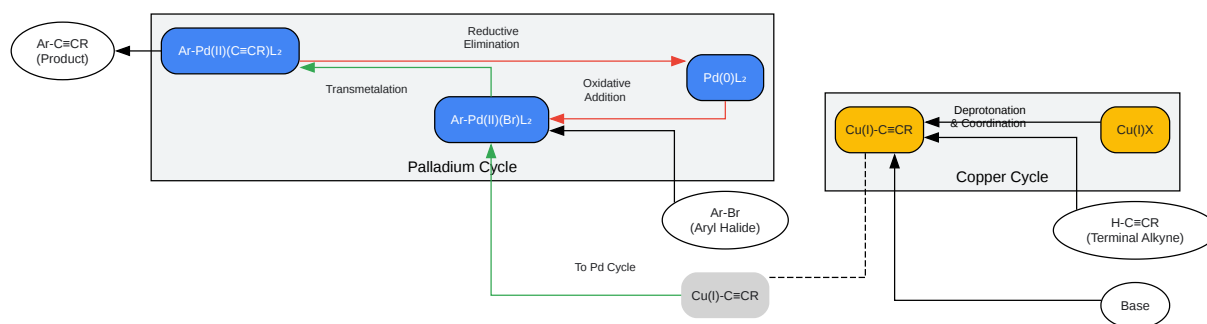 Ar-C≡CR
(Product)
Ar-Pd(II)(C≡CR)L₂
Reductive
Elimination
Pd(0)L₂
Transmetalation
Oxidative
Addition
Ar-Pd(II)(Br)L₂
Palladium Cycle
Cu(I)-C≡CR
Deprotonation
& Coordination
Cu(I)X
Copper Cycle
Ar-Br
(Aryl Halide)
H-C≡CR
(Terminal Alkyne)
To Pd Cycle
Cu(I)-C≡CR
Base